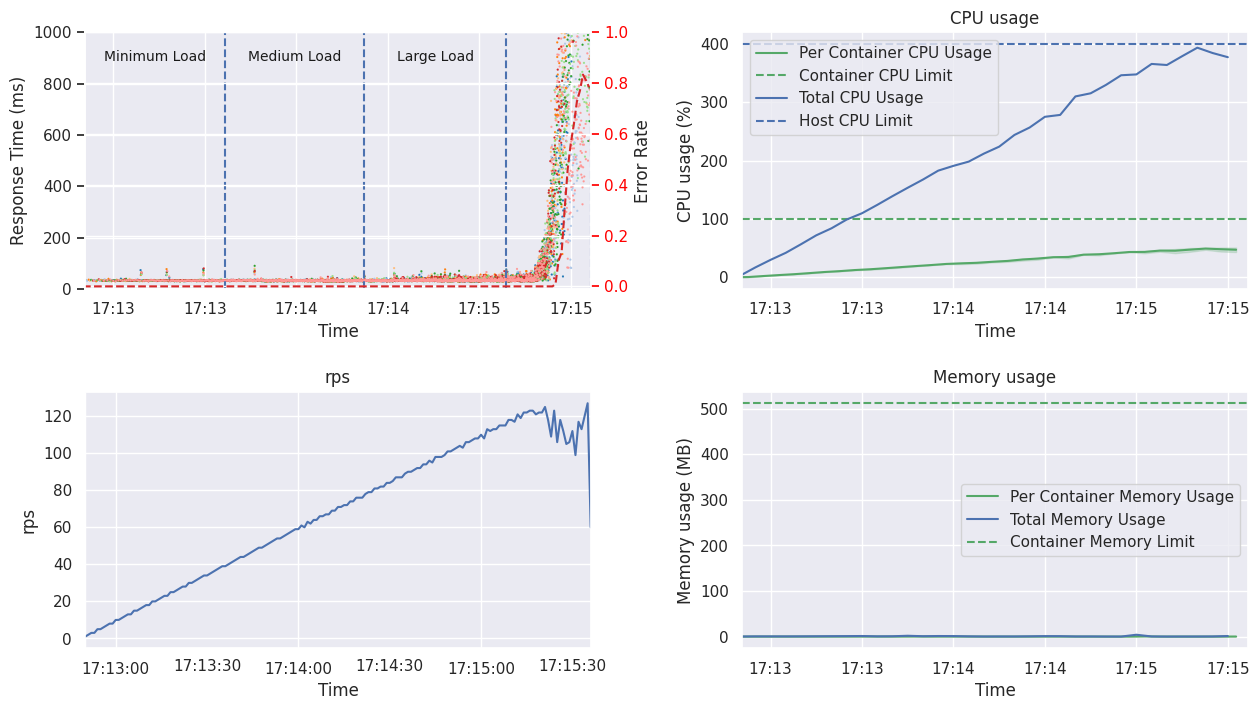 1000
800
600
400
200
0
Response Time (ms)
Minimum Load
Medium Load
Large Load
1.0
0.8
0.6
0.4
0.2
0.0
Error Rate
17:13 17:13 17:14 17:14 17:15 17:15
Time
CPU usage
400
300
200
100
0
CPU usage (%)
Per Container CPU Usage
Container CPU Limit
Total CPU Usage
Host CPU Limit
17:13 17:13 17:14 17:14 17:15 17:15
Time
rps
120
100
80
60
40
20
0
rps
17:13:00 17:13:30 17:14:00 17:14:30 17:15:00 17:15:30
Time
Memory usage
500
400
300
200
100
0
Memory usage (MB)
Per Container Memory Usage
Total Memory Usage
Container Memory Limit
17:13 17:13 17:14 17:14 17:15 17:15
Time